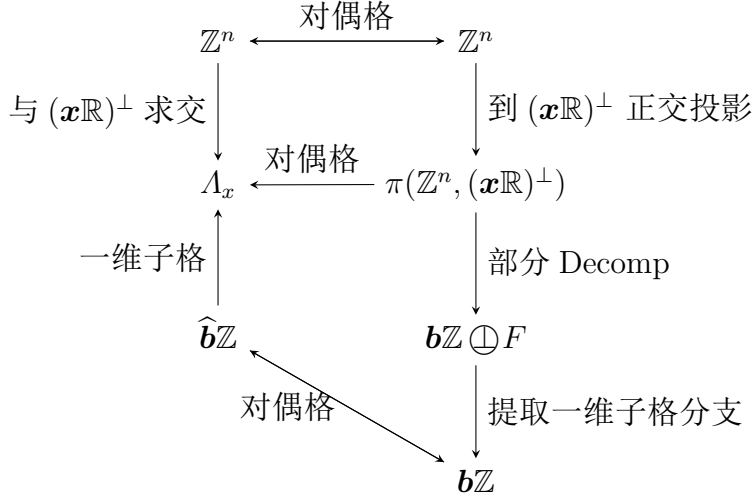 ℤⁿ 对偶格 ℤⁿ
与 (𝒙ℝ)^⊥ 求交 到 (𝒙ℝ)^⊥ 正交投影
Λₓ 对偶格 π(ℤⁿ, (𝒙ℝ)^⊥)
一维子格 部分 Decomp
𝒃̂ℤ 𝒃ℤ ⦹ F
对偶格 提取一维子格分支
𝒃ℤ